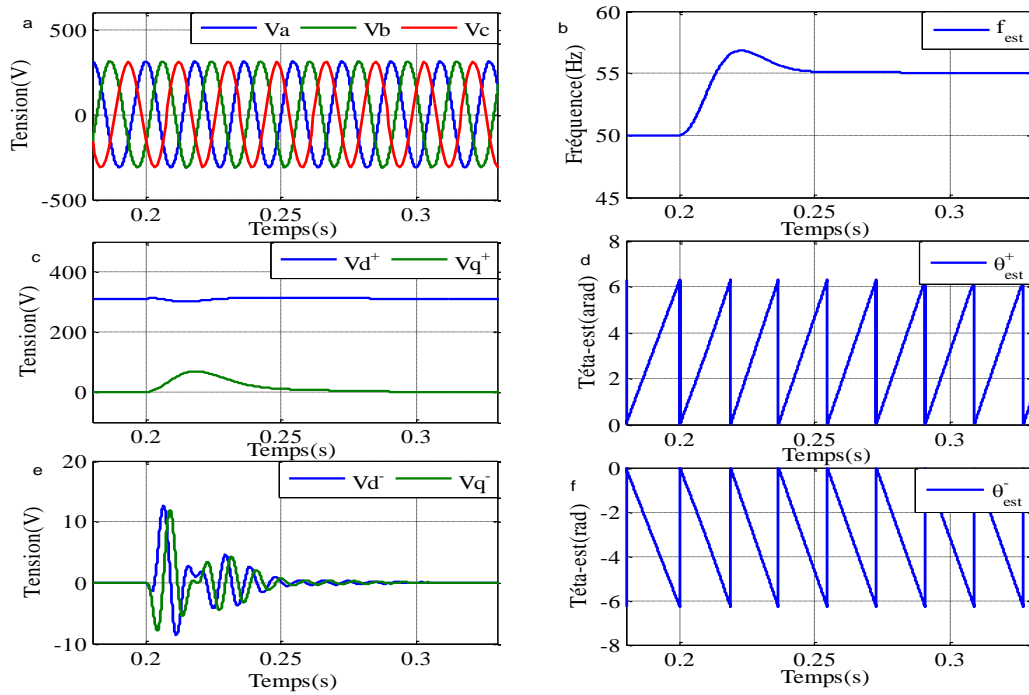 a
Va Vb Vc
500
0
-500
Tension(V)
0.2 0.25 0.3
Temps(s)
b
f_est
60
55
50
45
Fréquence(Hz)
0.2 0.25 0.3
Temps(s)
c
Vd⁺ Vq⁺
400
200
0
Tension(V)
0.2 0.25 0.3
Temps(s)
d
θ⁺est
8
6
4
2
0
Téta-est(arad)
0.2 0.25 0.3
Temps(s)
e
Vd⁻ Vq⁻
20
10
0
-10
Tension(V)
0.2 0.25 0.3
Temps(s)
f
θ⁻est
0
-2
-4
-6
-8
Téta-est(rad)
0.2 0.25 0.3
Temps(s)